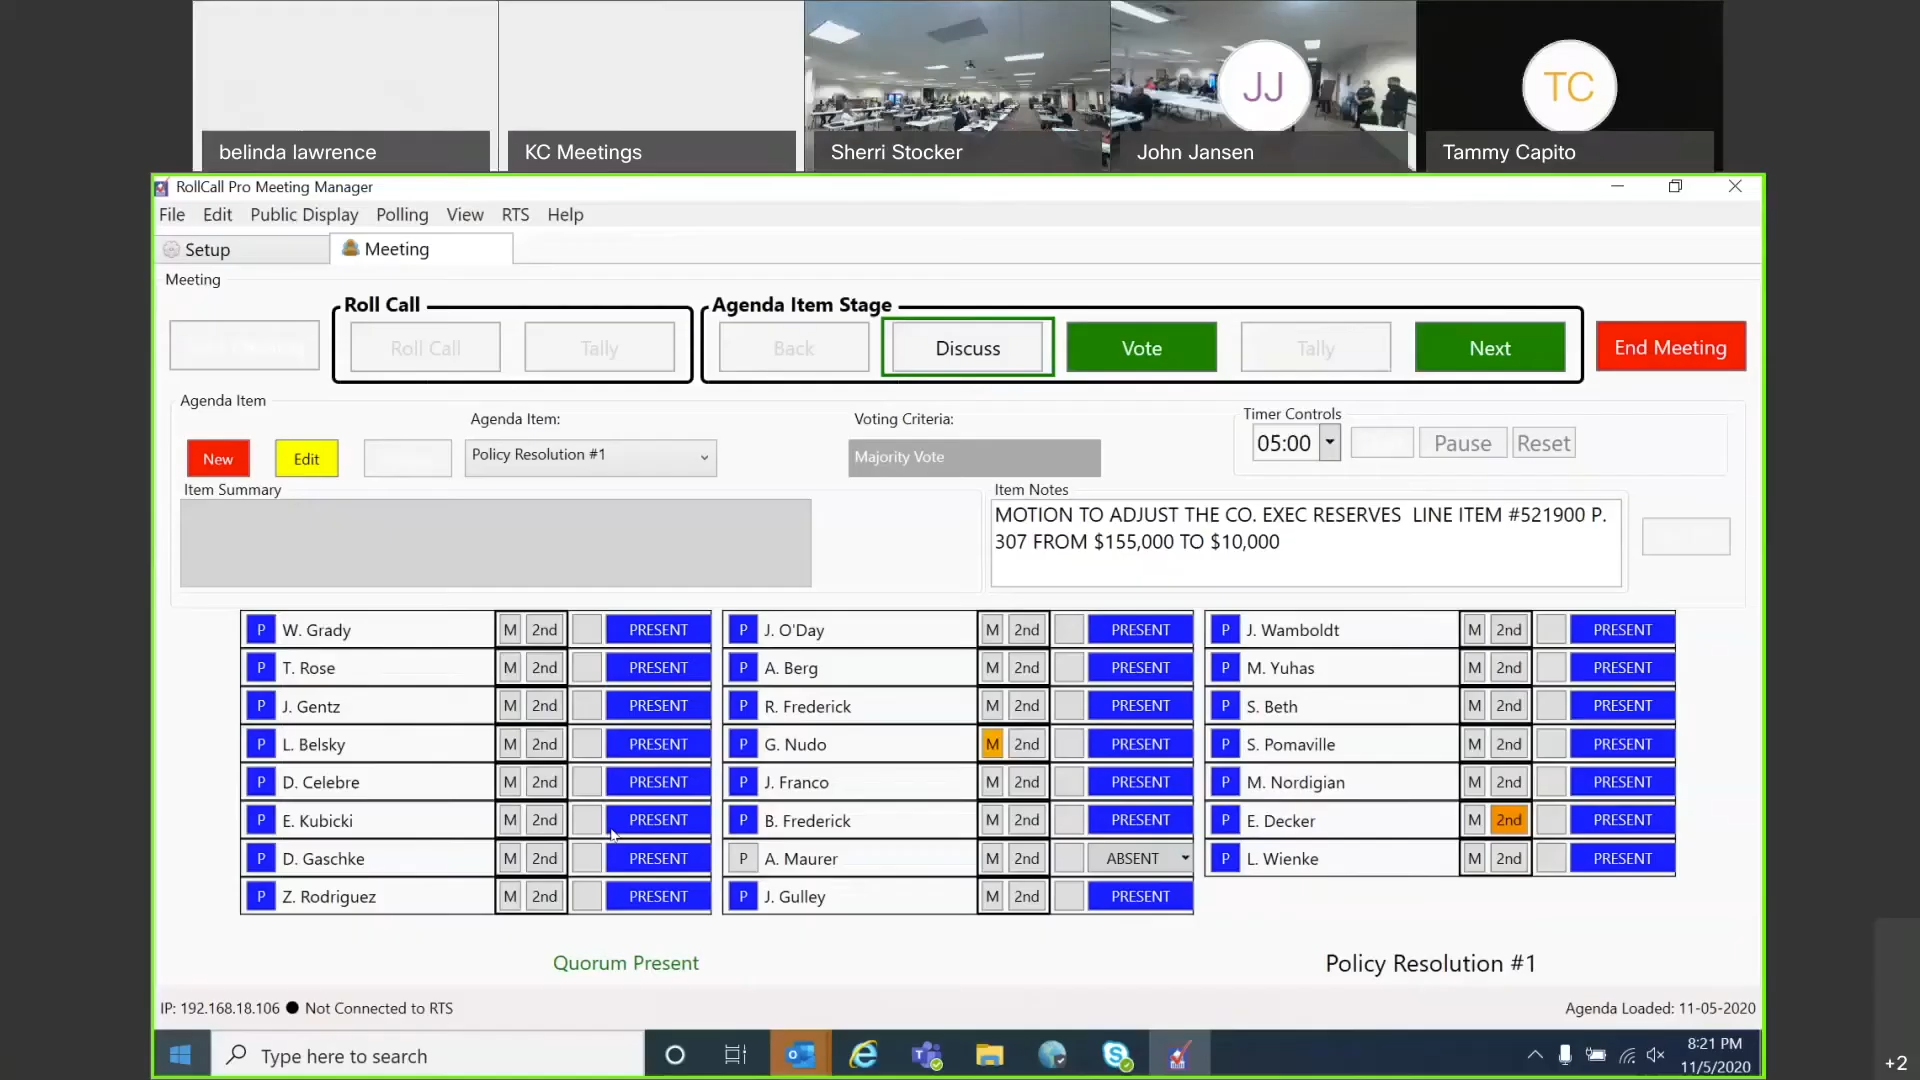 JJ
TC
belinda lawrence
KC Meetings
Sherri Stocker
John Jansen
Tammy Capito
RollCall Pro Meeting Manager
File Edit Public Display Polling View RTS Help
Setup Meeting
Meeting
Roll Call
Agenda Item Stage
Roll Call Tally Back Discuss Vote Tally Next End Meeting
Agenda Item
Agenda Item:
Voting Criteria:
Timer Controls
New Edit Policy Resolution #1 Majority Vote 05:00 Pause Reset
Item Summary
Item Notes
MOTION TO ADJUST THE CO. EXEC RESERVES LINE ITEM #521900 P.
307 FROM $155,000 TO $10,000
P W. Grady M 2nd PRESENT P J. O'Day M 2nd PRESENT P J. Wamboldt M 2nd PRESENT
P T. Rose M 2nd PRESENT P A. Berg M 2nd PRESENT P M. Yuhas M 2nd PRESENT
P J. Gentz M 2nd PRESENT P R. Frederick M 2nd PRESENT P S. Beth M 2nd PRESENT
P L. Belsky M 2nd PRESENT P G. Nudo M 2nd PRESENT P S. Pomaville M 2nd PRESENT
P D. Celebre M 2nd PRESENT P J. Franco M 2nd PRESENT P M. Nordigian M 2nd PRESENT
P E. Kubicki M 2nd PRESENT P B. Frederick M 2nd PRESENT P E. Decker M 2nd PRESENT
P D. Gaschke M 2nd PRESENT P A. Maurer M 2nd ABSENT P L. Wienke M 2nd PRESENT
P Z. Rodriguez M 2nd PRESENT P J. Gulley M 2nd PRESENT
Quorum Present
Policy Resolution #1
IP: 192.168.18.106 Not Connected to RTS
Agenda Loaded: 11-05-2020
Type here to search
8:21 PM
11/5/2020
+2